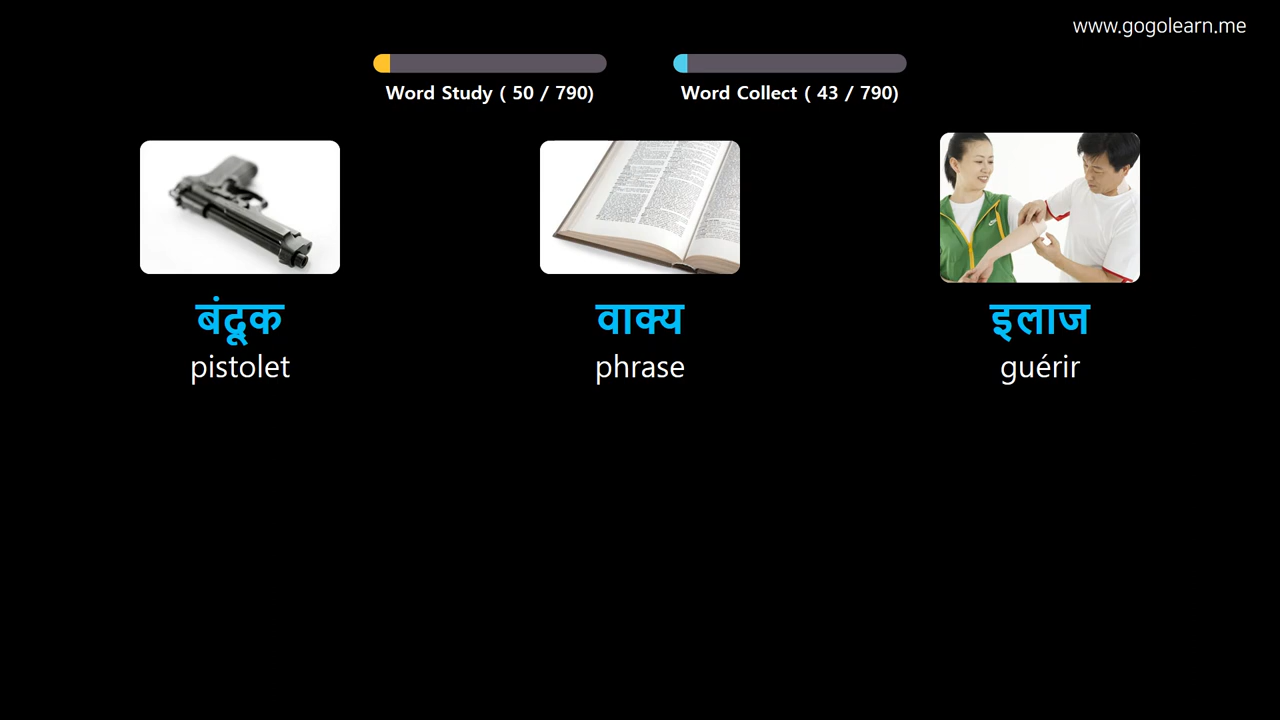 www.gogolearn.me
Word Study ( 50 / 790)
Word Collect ( 43 / 790)
बंदूक
वाक्य
इलाज
pistolet
phrase
guérir